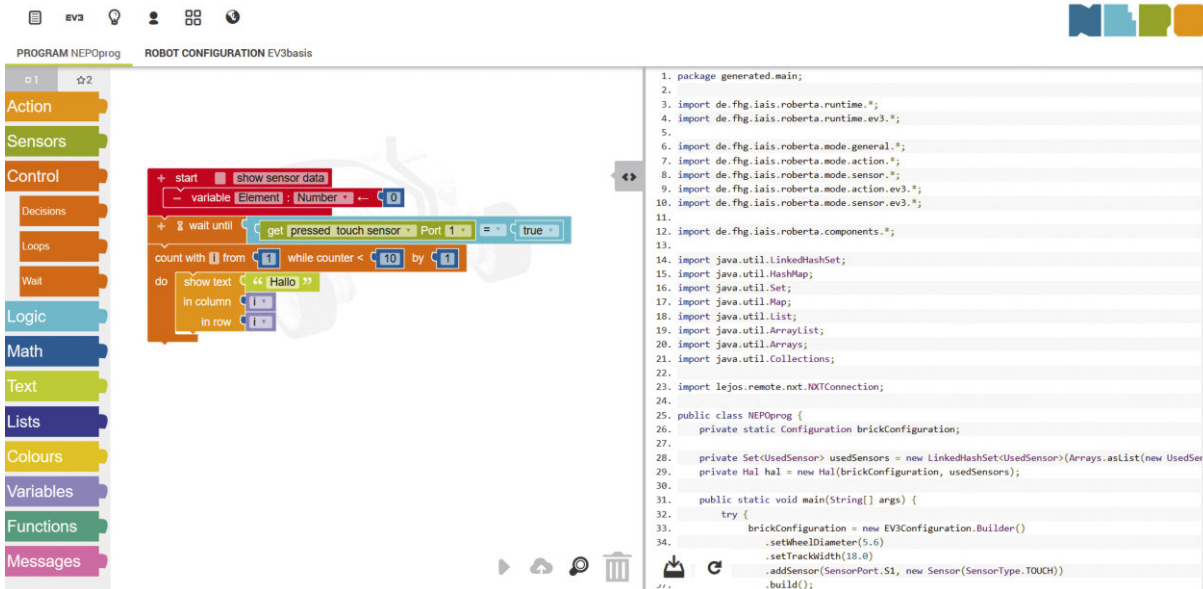 EV3
NEPO
PROGRAM NEPOprog
ROBOT CONFIGURATION EV3basis
1
2
Action
Sensors
Control
Decisions
Loops
Wait
Logic
Math
Text
Lists
Colours
Variables
Functions
Messages
+ start show sensor data
− variable Element : Number ← 0
+ wait until get pressed touch sensor Port 1 = true
count with i from 1 while counter < 10 by 1
do show text “ Hallo ”
in column i
in row i
1. package generated.main;
2.
3. import de.fhg.iais.roberta.runtime.*;
4. import de.fhg.iais.roberta.runtime.ev3.*;
5.
6. import de.fhg.iais.roberta.mode.general.*;
7. import de.fhg.iais.roberta.mode.action.*;
8. import de.fhg.iais.roberta.mode.sensor.*;
9. import de.fhg.iais.roberta.mode.action.ev3.*;
10. import de.fhg.iais.roberta.mode.sensor.ev3.*;
11.
12. import de.fhg.iais.roberta.components.*;
13.
14. import java.util.LinkedHashSet;
15. import java.util.HashMap;
16. import java.util.Set;
17. import java.util.Map;
18. import java.util.List;
19. import java.util.ArrayList;
20. import java.util.Arrays;
21. import java.util.Collections;
22.
23. import lejos.remote.nxt.NXTConnection;
24.
25. public class NEPOprog {
26. private static Configuration brickConfiguration;
27.
28. private Set<UsedSensor> usedSensors = new LinkedHashSet<UsedSensor>(Arrays.asList(new UsedSen
29. private Hal hal = new Hal(brickConfiguration, usedSensors);
30.
31. public static void main(String[] args) {
32. try {
33. brickConfiguration = new EV3Configuration.Builder()
34. .setWheelDiameter(5.6)
.setTrackWidth(18.0)
.addSensor(SensorPort.S1, new Sensor(SensorType.TOUCH))
.build();